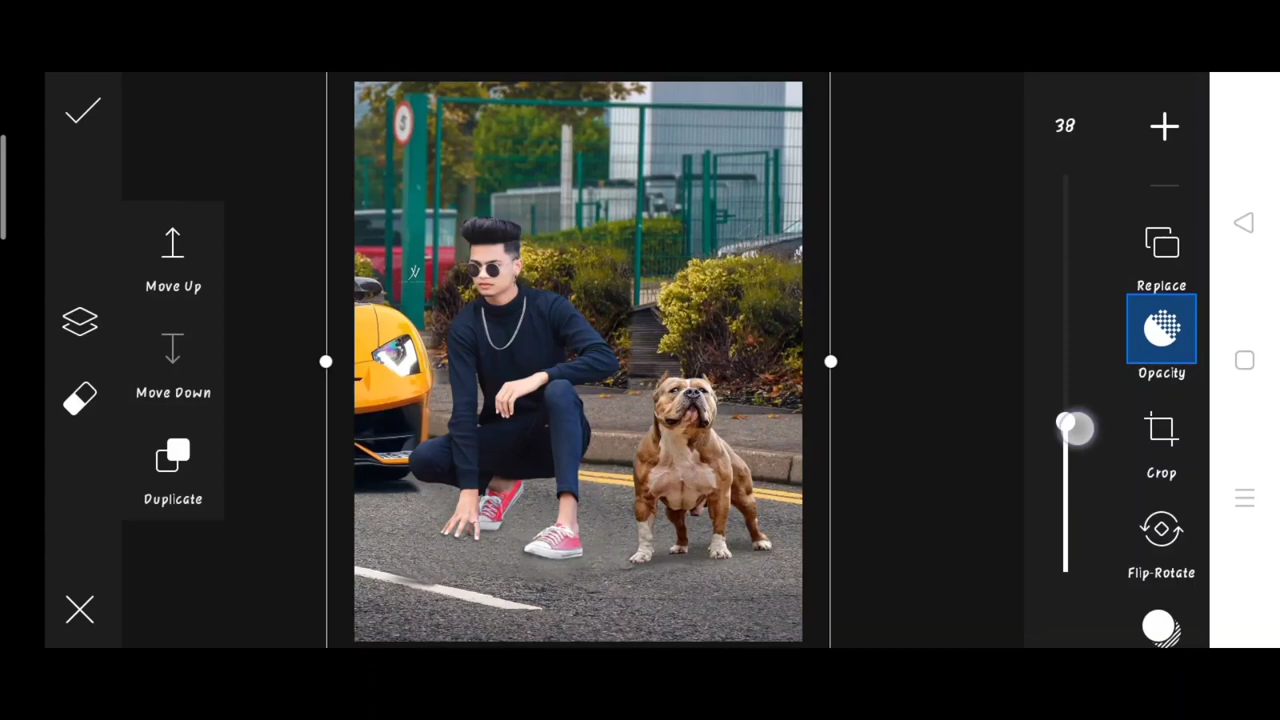 38
Move Up
Replace
Opacity
Move Down
Crop
Duplicate
Flip-Rotate